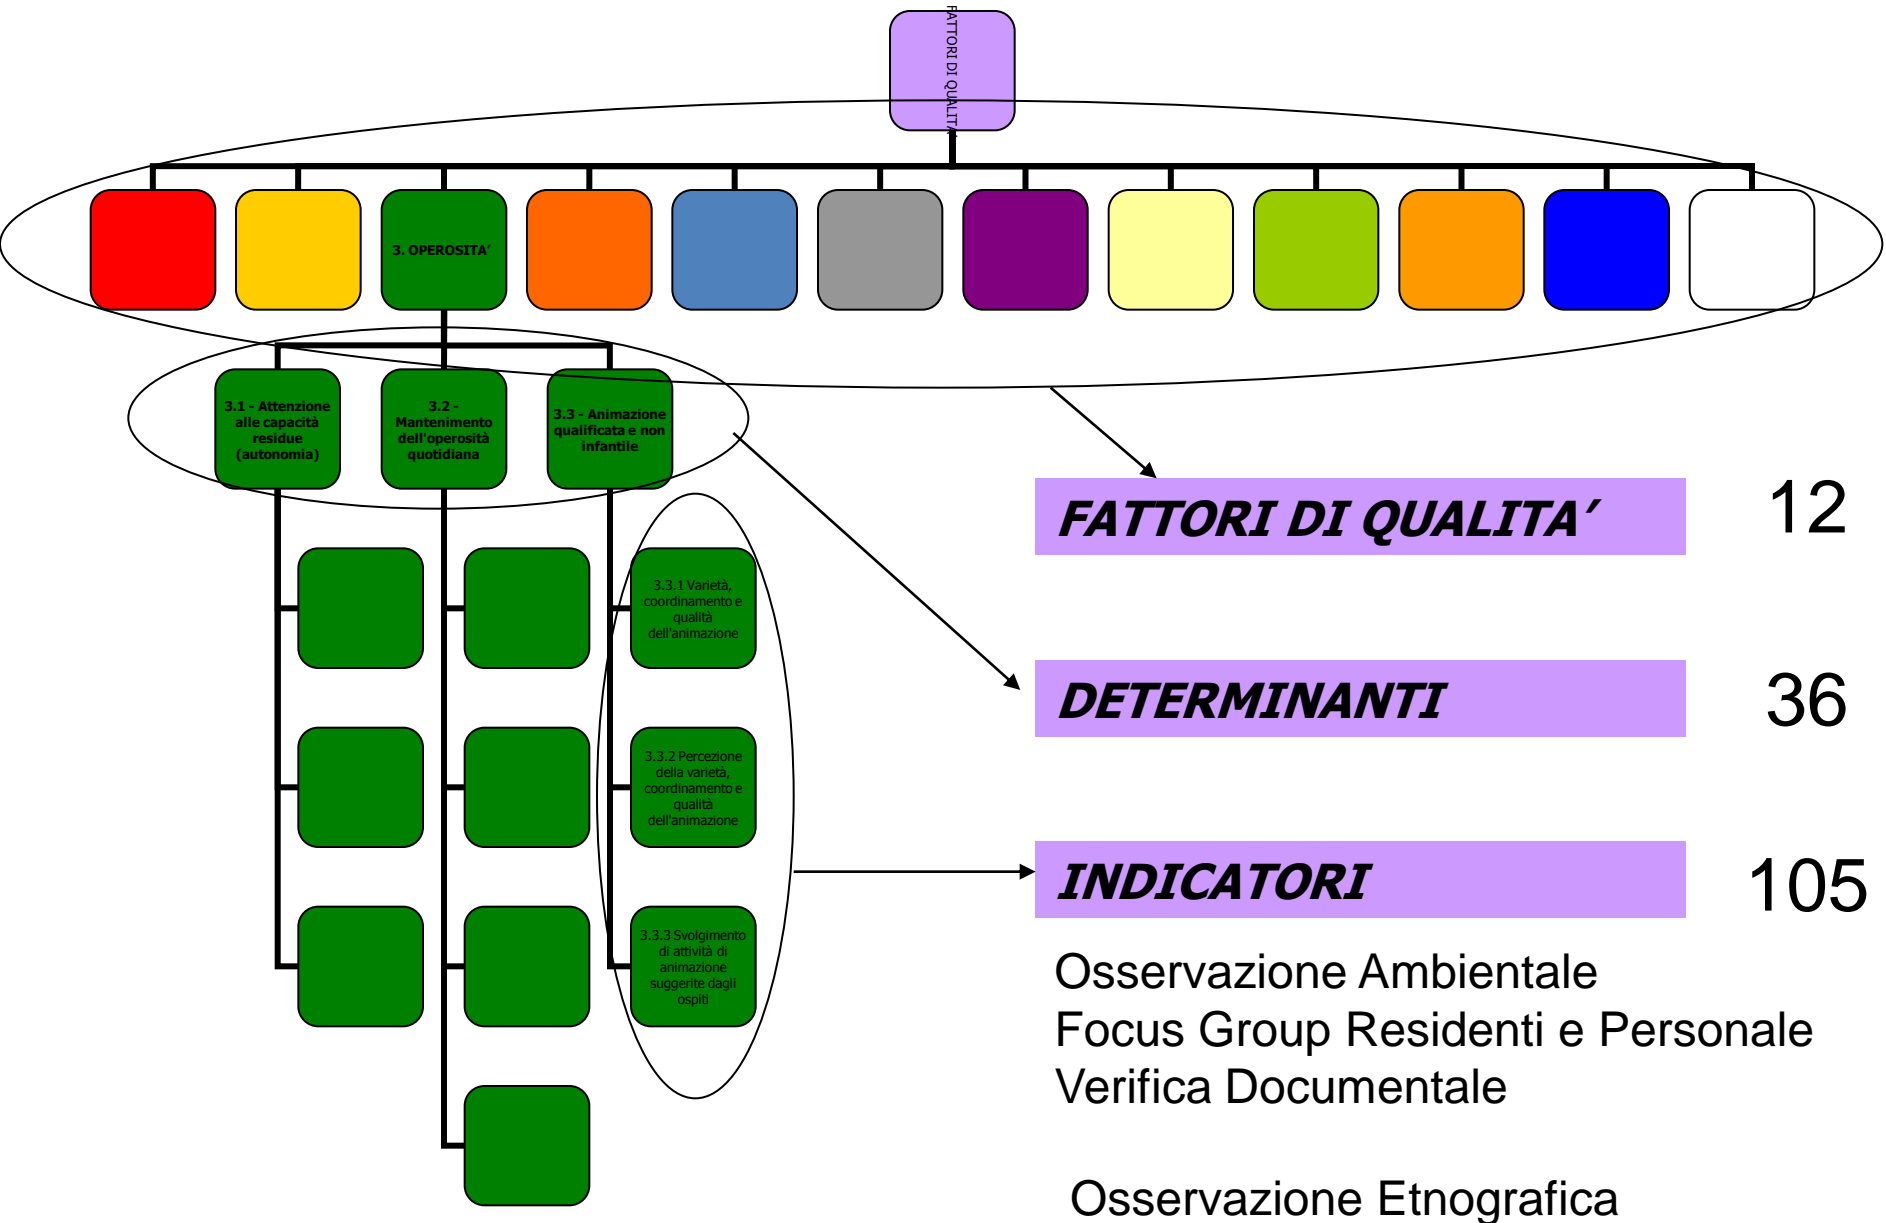 FATTORI DI QUALITA'
3. OPEROSITA’
3.1 - Attenzione
alle capacità
residue
(autonomia)
3.2 -
Mantenimento
dell'operosità
quotidiana
3.3 - Animazione
qualificata e non
infantile
FATTORI DI QUALITA’
12
3.3.1 Varietà,
coordinamento e
qualità
dell'animazione
DETERMINANTI
36
3.3.2 Percezione
della varietà,
coordinamento e
qualità
dell'animazione
INDICATORI
105
3.3.3 Svolgimento
di attività di
animazione
suggerite dagli
ospiti
Osservazione Ambientale
Focus Group Residenti e Personale
Verifica Documentale
Osservazione Etnografica